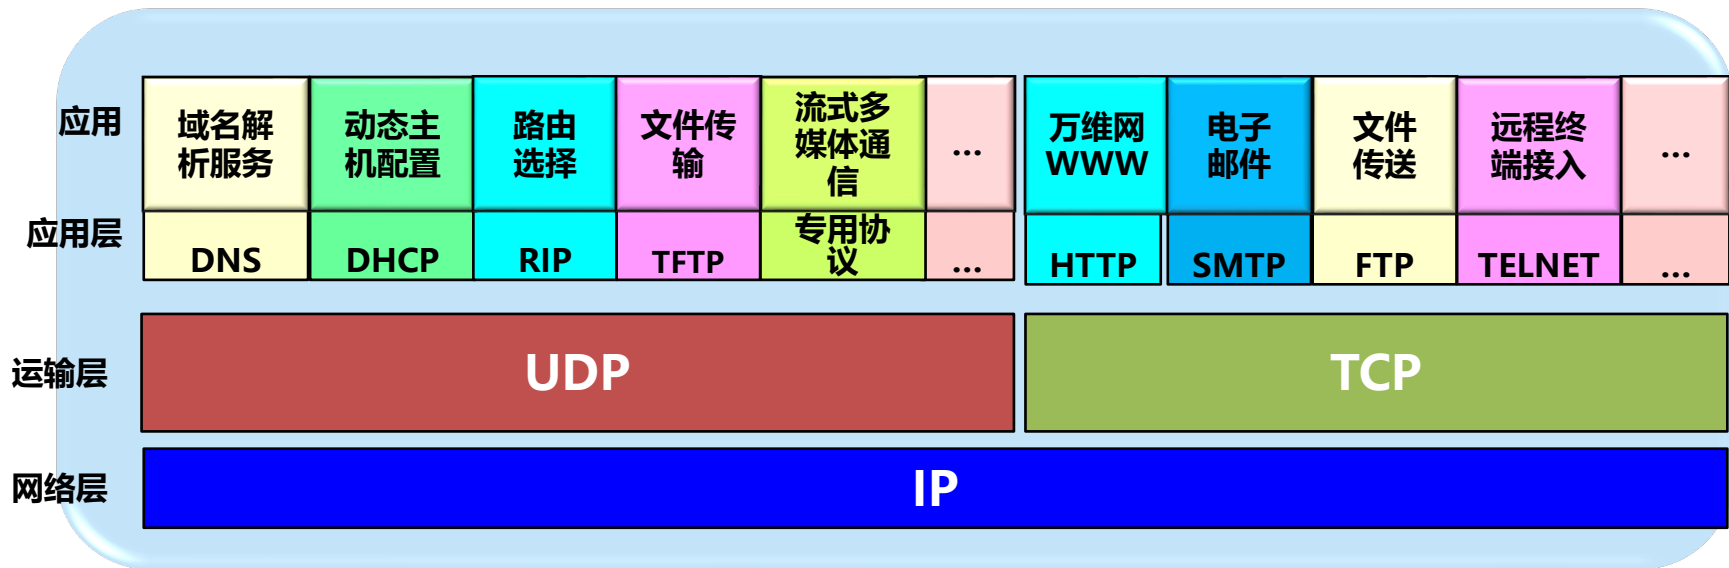 应用
域名解
析服务
动态主
机配置
路由
选择
文件传
输
流式多
媒体通
信
...
万维网
WWW
电子
邮件
文件
传送
远程终
端接入
...
应用层
DNS
DHCP
RIP
TFTP
专用协
议
...
HTTP
SMTP
FTP
TELNET
...
运输层
UDP
TCP
网络层
IP